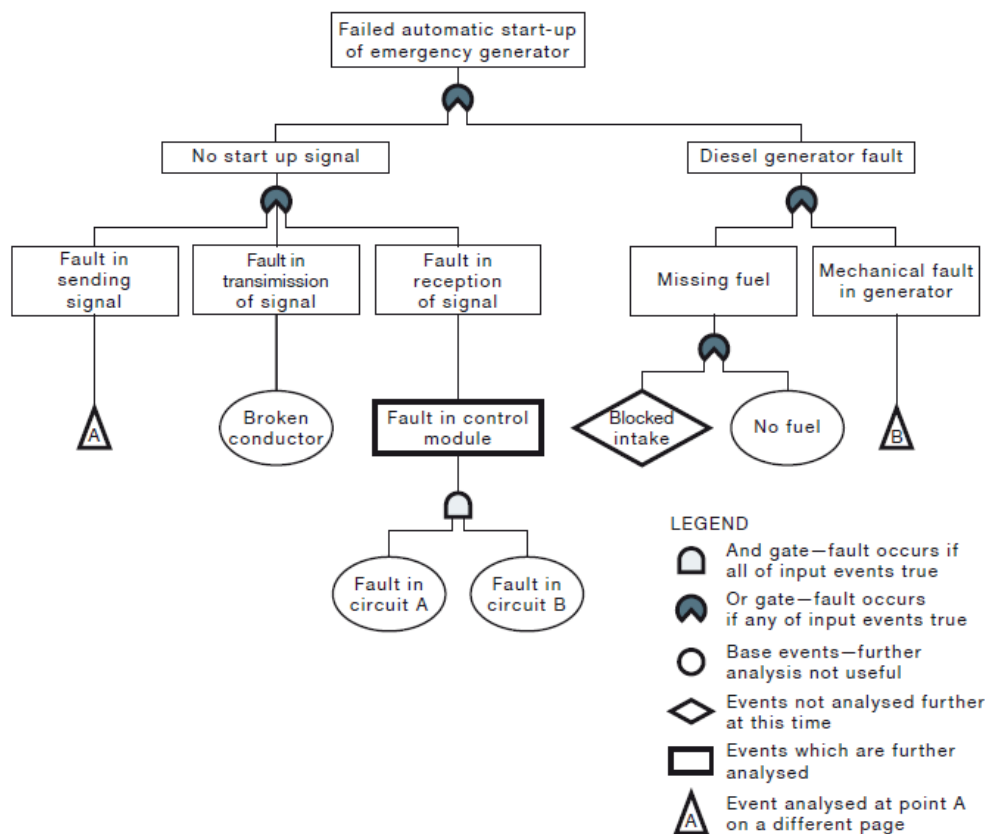 Failed automatic start-up
of emergency generator
No start up signal
Diesel generator fault
Fault in
sending
signal
Fault in
transimission
of signal
Fault in
reception
of signal
Missing fuel
Mechanical fault
in generator
A
Broken
conductor
Fault in control
module
Blocked
intake
No fuel
B
Fault in
circuit A
Fault in
circuit B
LEGEND
And gate—fault occurs if
all of input events true
Or gate—fault occurs
if any of input events true
Base events—further
analysis not useful
Events not analysed further
at this time
Events which are further
analysed
A
Event analysed at point A
on a different page